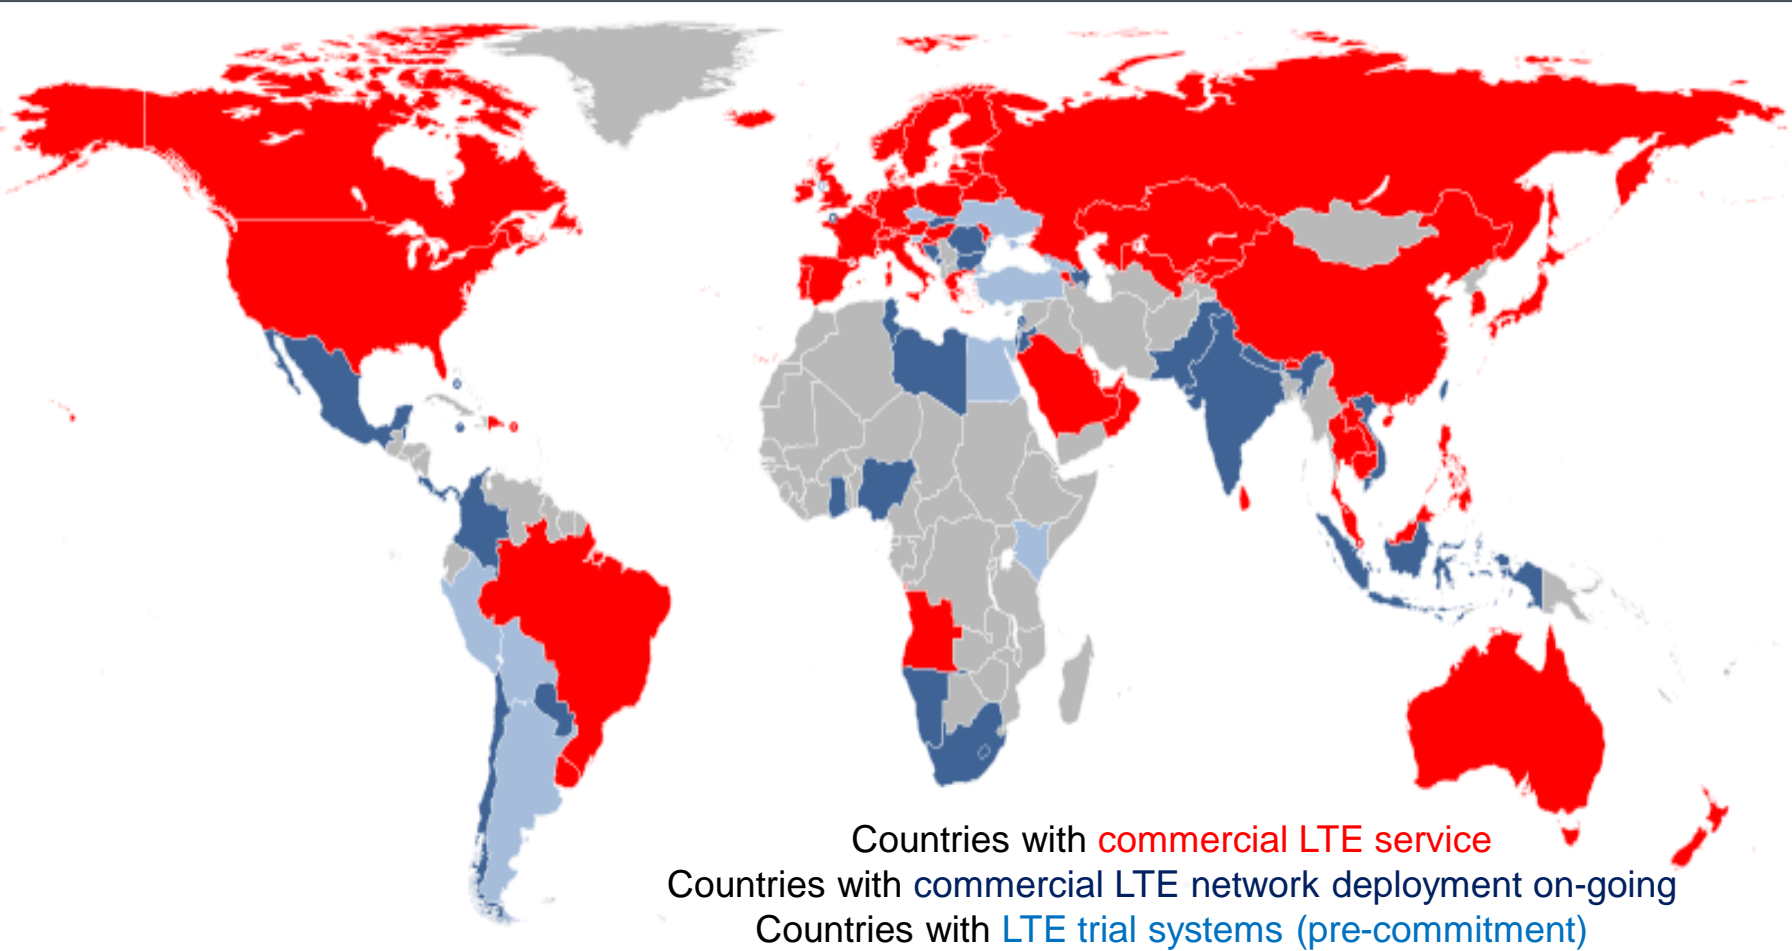 Countries with commercial LTE service
Countries with commercial LTE network deployment on-going
Countries with LTE trial systems (pre-commitment)